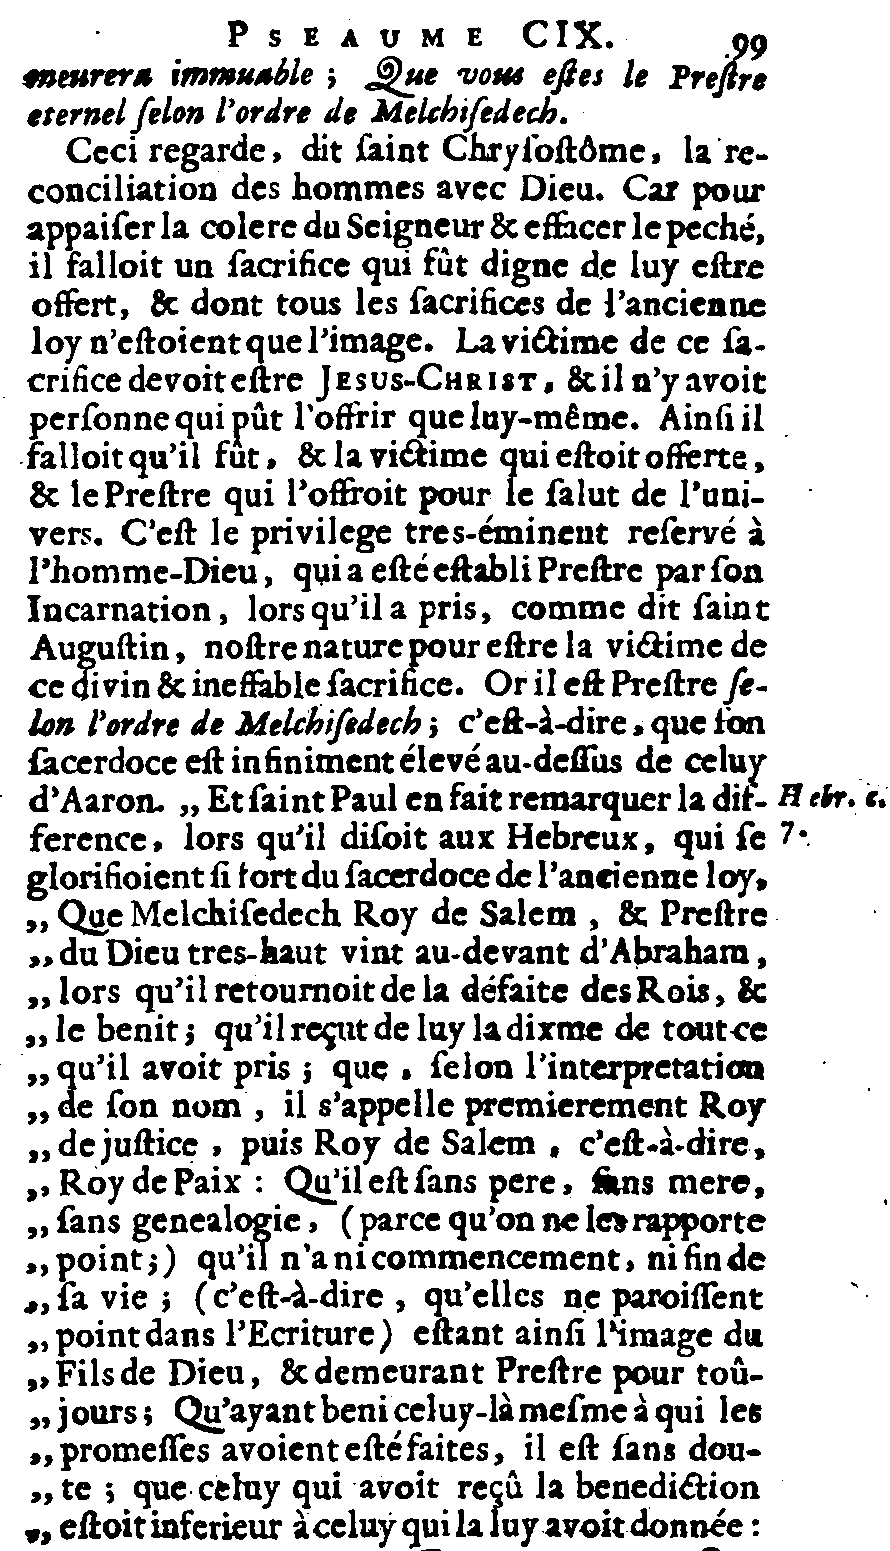 PSEAUME CIX. 99
meurera immuable ; Que vous eſtes le Preſtre
eternel ſelon l'ordre de Melchiſedech.
Ceci regarde, dit ſaint Chryſoſtôme, la re-
conciliation des hommes avec Dieu. Car pour
appaiſer la colere du Seigneur & effacer le peché,
il falloit un ſacrifice qui fût digne de luy eſtre
offert, & dont tous les ſacrifices de l'ancienne
loy n'eſtoient que l'image. La victime de ce ſa-
crifice devoit eſtre JESUS-CHRIST, & il n'y avoit
perſonne qui pût l'offrir que luy-même. Ainſi il
falloit qu'il fût, & la victime qui eſtoit offerte,
& le Preſtre qui l'offroit pour le ſalut de l'uni-
vers. C'eſt le privilege tres-éminent reſervé à
l'homme-Dieu, qui a eſté eſtabli Preſtre par ſon
Incarnation, lors qu'il a pris, comme dit ſaint
Auguſtin, noſtre nature pour eſtre la victime de
ce divin & ineffable ſacrifice. Or il eſt Preſtre ſe-
lon l'ordre de Melchiſedech ; c'eſt-à-dire, que ſon
ſacerdoce eſt infiniment élevé au-deſſus de celuy
d'Aaron. „ Et ſaint Paul en fait remarquer la dif- Hebr. c.
ference, lors qu'il diſoit aux Hebreux, qui ſe 7.
glorifioient ſi fort du ſacerdoce de l'ancienne loy,
„ Que Melchiſedech Roy de Salem, & Preſtre
„ du Dieu tres-haut vint au-devant d'Abraham,
„ lors qu'il retournoit de la défaite des Rois, &
„ le benit ; qu'il reçut de luy la dixme de tout ce
„ qu'il avoit pris ; que, ſelon l'interpretation
„ de ſon nom, il s'appelle premierement Roy
„ de juſtice, puis Roy de Salem, c'eſt-à-dire,
„ Roy de Paix : Qu'il eſt ſans pere, ſans mere,
„ ſans genealogie, (parce qu'on ne les rapporte
„ point ;) qu'il n'a ni commencement, ni fin de
„ ſa vie ; (c'eſt-à-dire, qu'elles ne paroiſſent
„ point dans l'Ecriture) eſtant ainſi l'image du
„ Fils de Dieu, & demeurant Preſtre pour toû-
„ jours ; Qu'ayant beni celuy-là meſme à qui les
„ promeſſes avoient eſté faites, il eſt ſans dou-
„ te ; que celuy qui avoit reçû la benediction
„ eſtoit inferieur à celuy qui la luy avoit donnée :